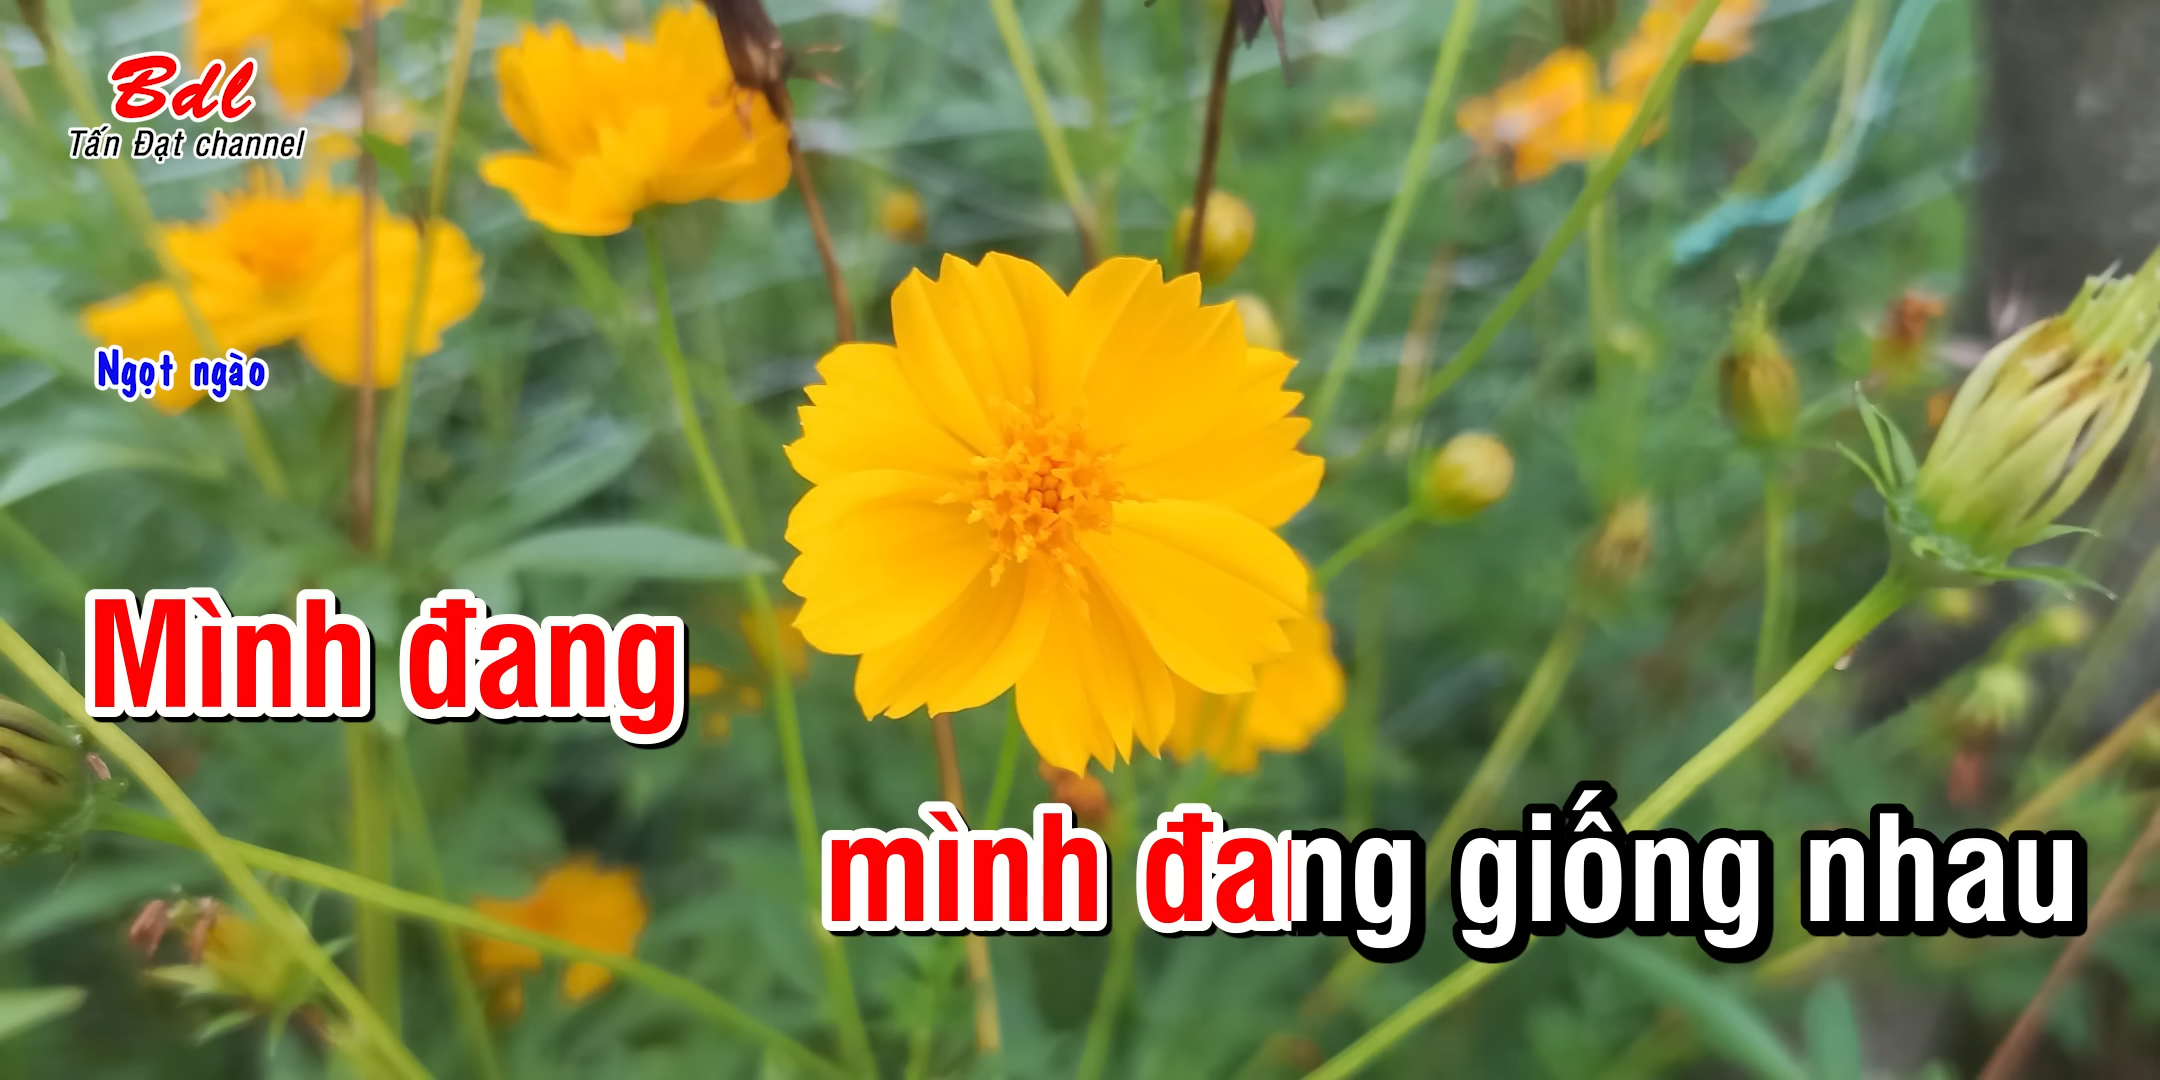 Bdl
Tấn Đạt channel
Ngọt ngào
Mình đang
mình đang giống nhau